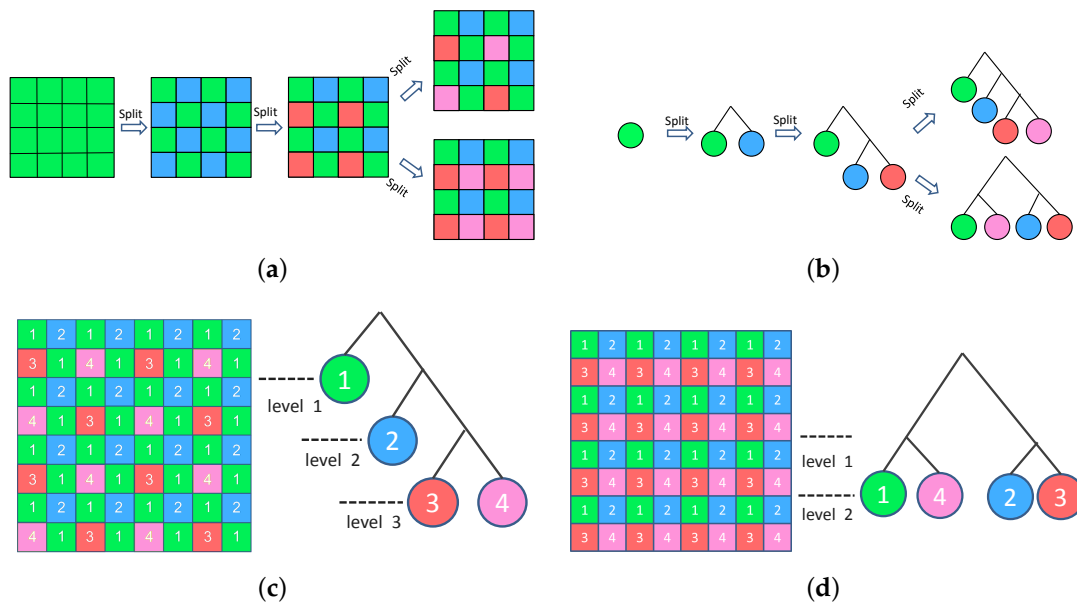 Split
Split
Split
Split
(a)
Split
Split
Split
Split
(b)
1 2 1 2 1 2 1 2
3 1 4 1 3 1 4 1
1 2 1 2 1 2 1 2
4 1 3 1 4 1 3 1
1 2 1 2 1 2 1 2
3 1 4 1 3 1 4 1
1 2 1 2 1 2 1 2
4 1 3 1 4 1 3 1
1
level 1
2
level 2
3 4
level 3
(c)
1 2 1 2 1 2 1 2
3 4 3 4 3 4 3 4
1 2 1 2 1 2 1 2
3 4 3 4 3 4 3 4
1 2 1 2 1 2 1 2
3 4 3 4 3 4 3 4
1 2 1 2 1 2 1 2
3 4 3 4 3 4 3 4
level 1
1 4 2 3
level 2
(d)